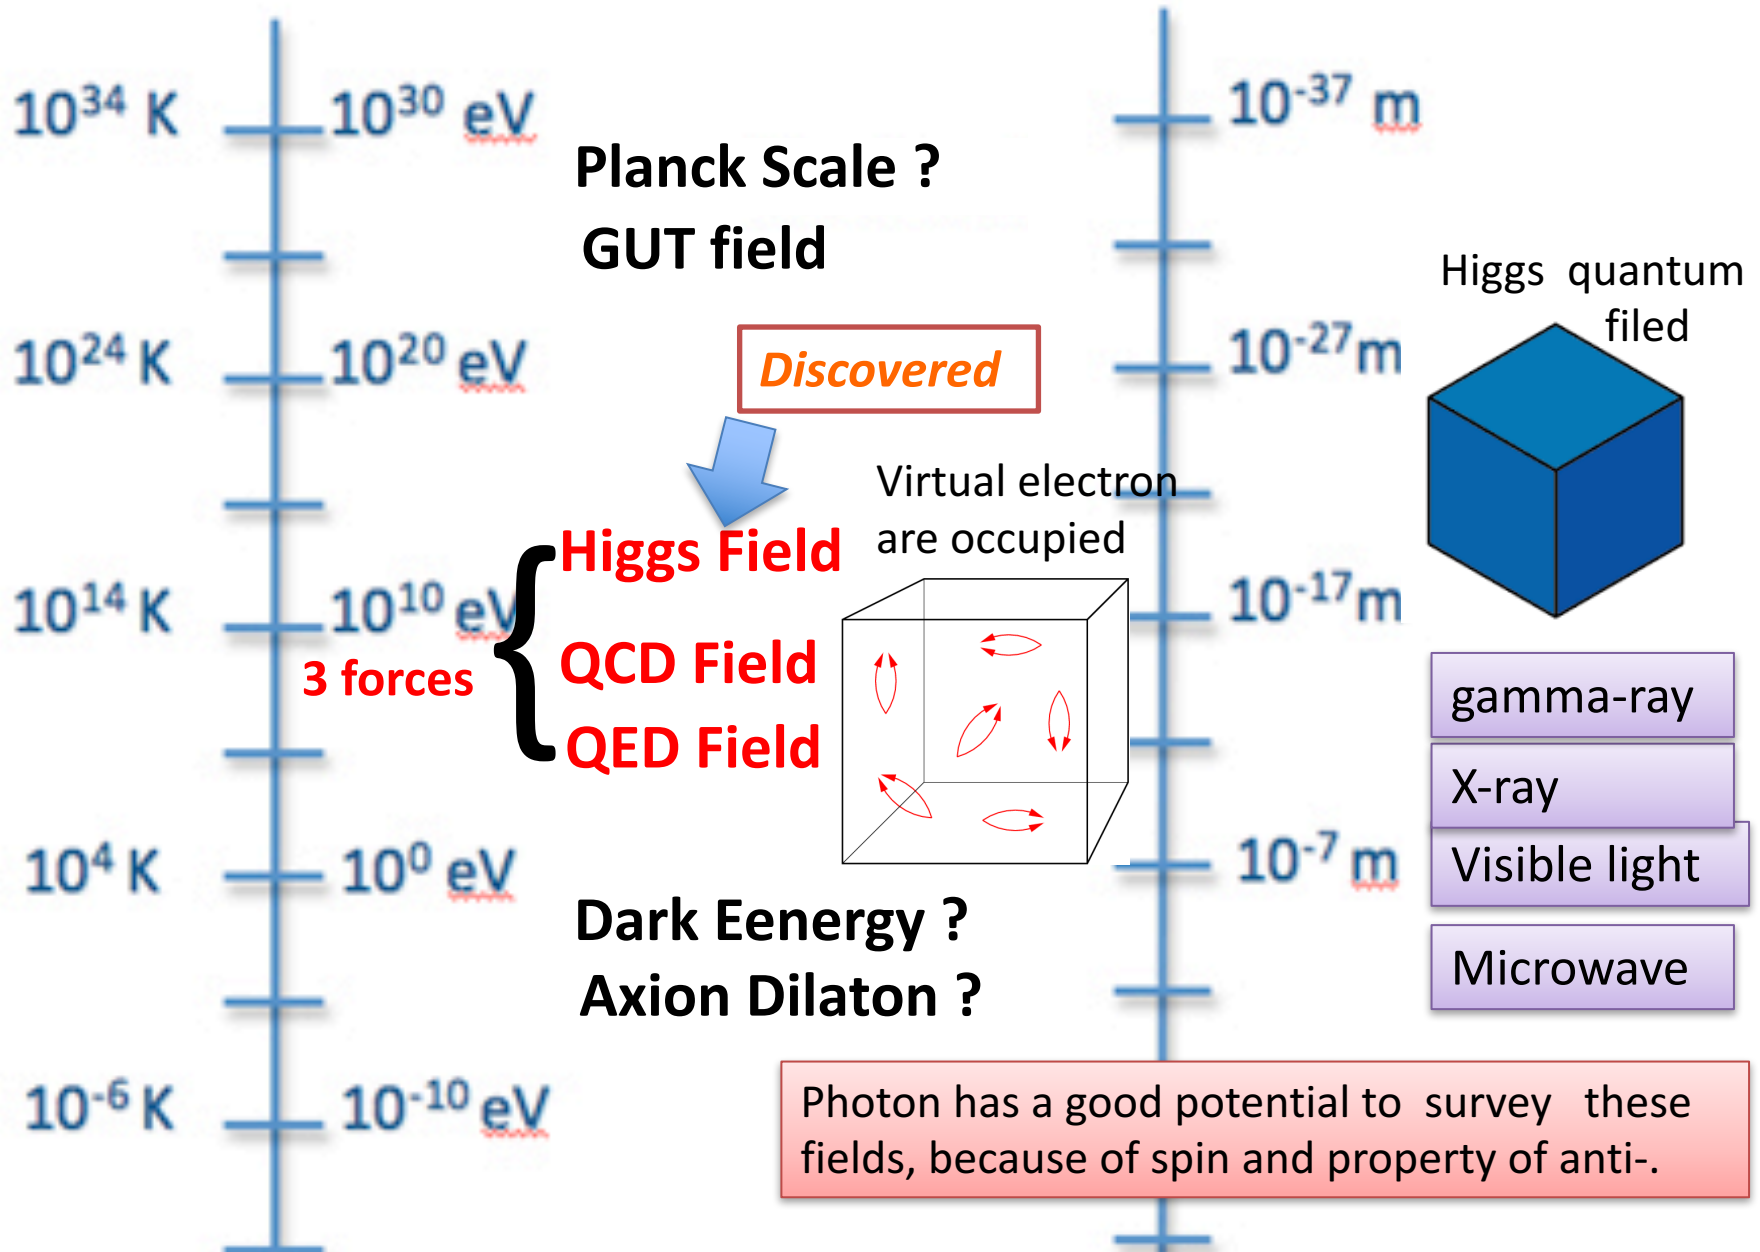 10³⁴ K
10³⁰ eV
10⁻³⁷ m
Planck Scale ?
GUT field
Higgs quantum
filed
10²⁴ K
10²⁰ eV
10⁻²⁷ m
Discovered
Virtual electron
are occupied
Higgs Field
10¹⁴ K
10¹⁰ eV
10⁻¹⁷ m
3 forces
{
QCD Field
QED Field
gamma-ray
X-ray
Visible light
Microwave
10⁴ K
10⁰ eV
10⁻⁷ m
Dark Eenergy ?
Axion Dilaton ?
10⁻⁶ K
10⁻¹⁰ eV
Photon has a good potential to survey these
fields, because of spin and property of anti-.